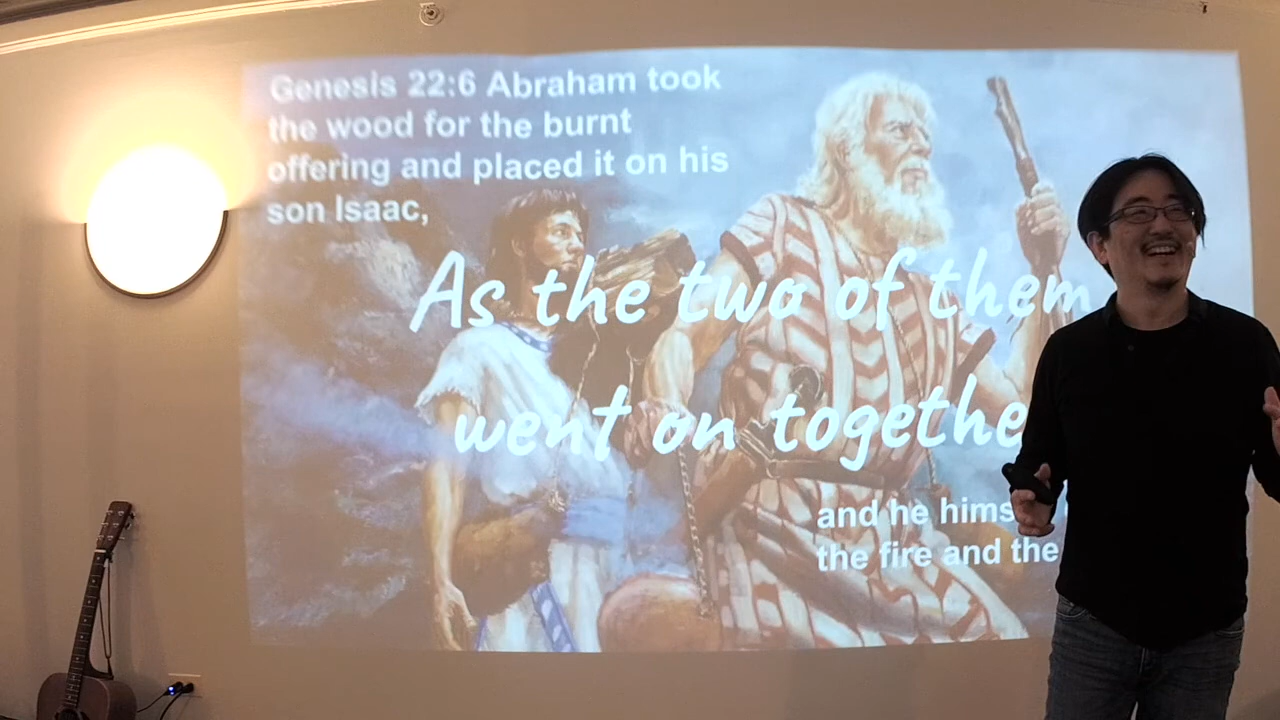 Genesis 22:6 Abraham took
the wood for the burnt
offering and placed it on his
son Isaac,
As the two of them
went on togethe
and he hims
the fire and the